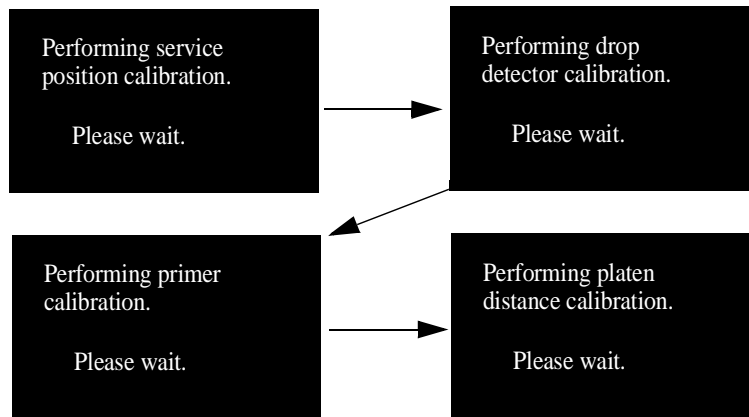 Performing service
position calibration.
Please wait.
Performing drop
detector calibration.
Please wait.
Performing primer
calibration.
Please wait.
Performing platen
distance calibration.
Please wait.